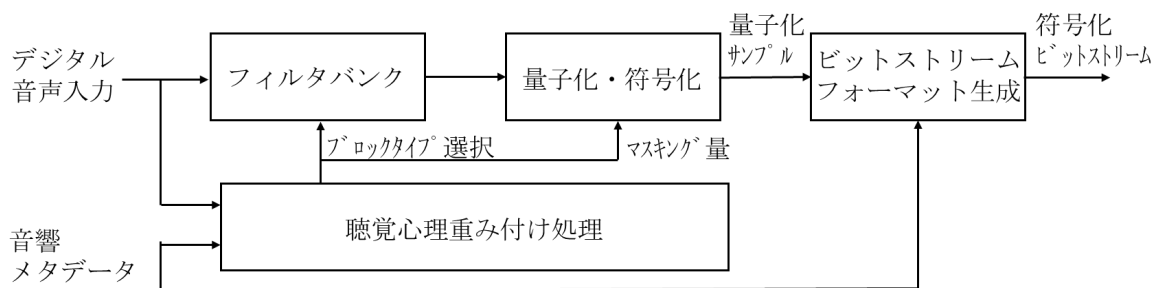 デジタル
音声入力
フィルタバンク
量子化・符号化
量子化
ｻﾝﾌﾟﾙ
ビットストリーム
フォーマット生成
符号化
ﾋﾞｯﾄｽﾄﾘｰﾑ
ﾌﾞﾛｯｸﾀｲﾌﾟ選択
ﾏｽｷﾝｸﾞ量
聴覚心理重み付け処理
音響
メタデータ